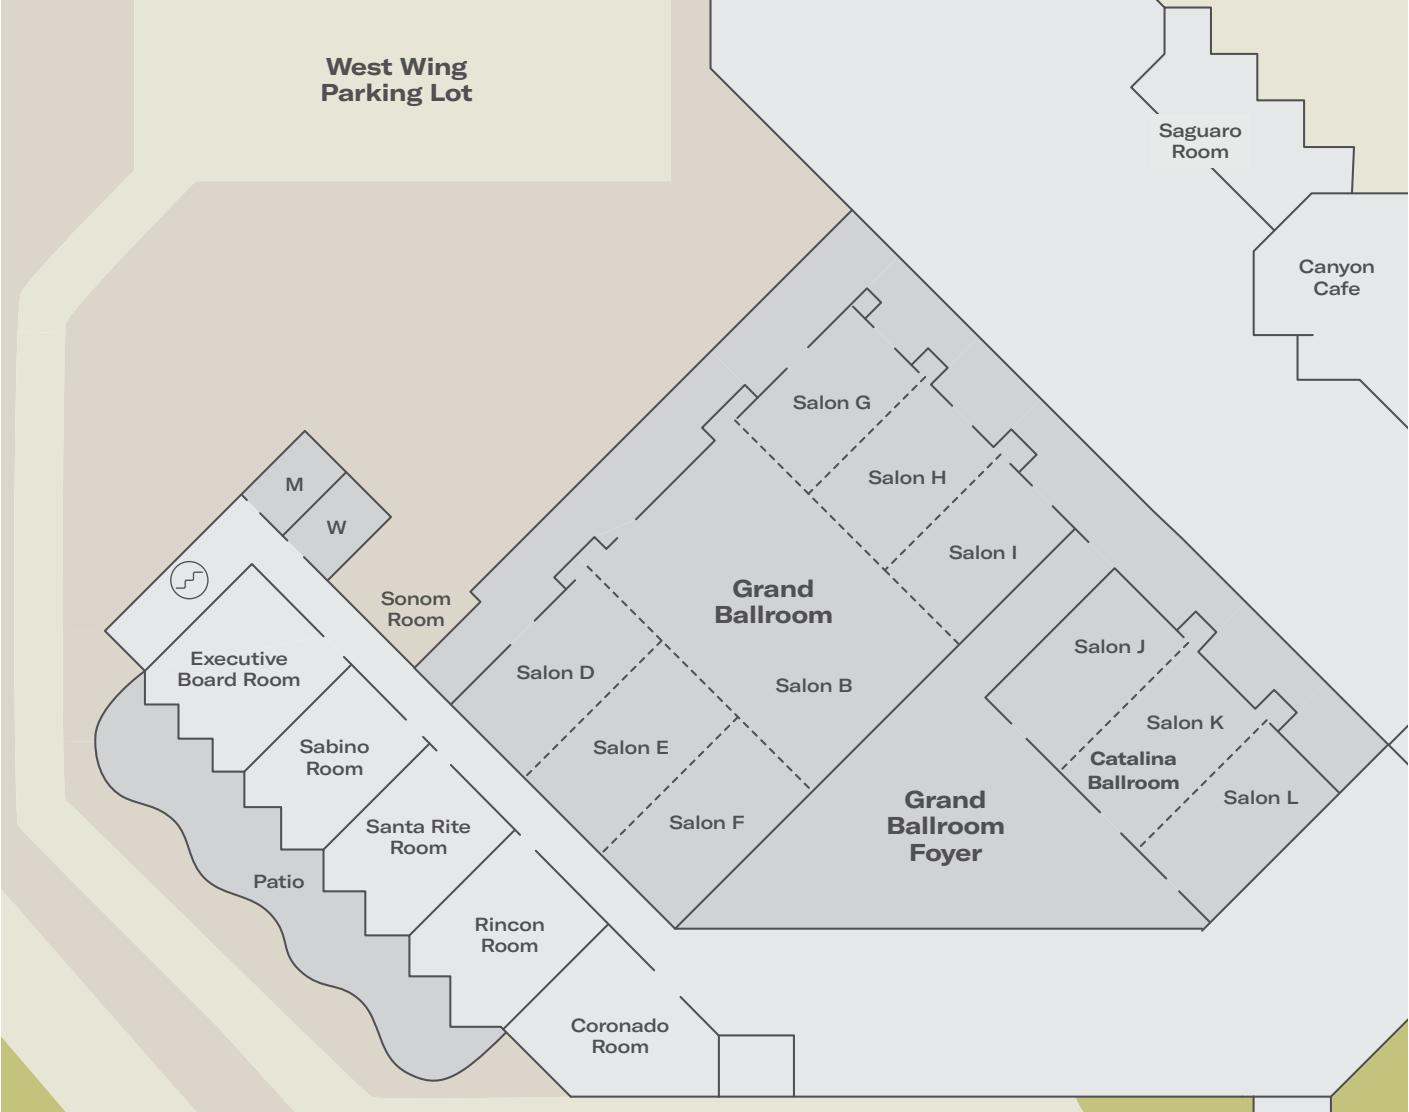 West Wing
Parking Lot
Saguaro
Room
Canyon
Cafe
Salon G
Salon H
Salon I
M
W
Sonom
Room
Grand
Ballroom
Salon D
Salon B
Salon E
Salon F
Salon J
Salon K
Catalina
Ballroom
Salon L
Grand
Ballroom
Foyer
Executive
Board Room
Sabino
Room
Santa Rite
Room
Patio
Rincon
Room
Coronado
Room